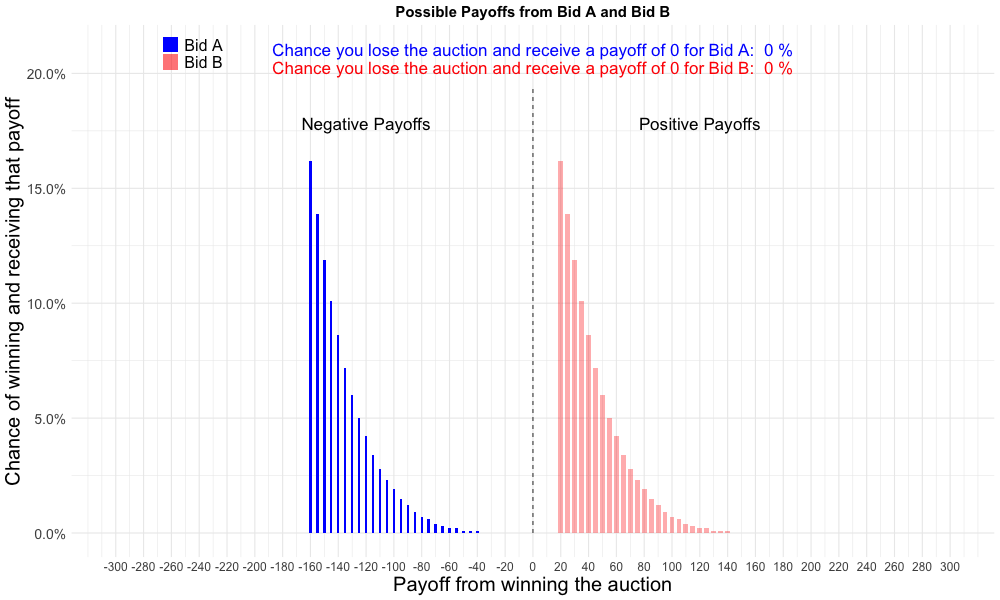 Possible Payoffs from Bid A and Bid B
Bid A
Bid B
Chance you lose the auction and receive a payoff of 0 for Bid A:  0 %
Chance you lose the auction and receive a payoff of 0 for Bid B:  0 %
Negative Payoffs
Positive Payoffs
Chance of winning and receiving that payoff
20.0%
15.0%
10.0%
5.0%
0.0%
-300 -280 -260 -240 -220 -200 -180 -160 -140 -120 -100 -80 -60 -40 -20 0 20 40 60 80 100 120 140 160 180 200 220 240 260 280 300
Payoff from winning the auction